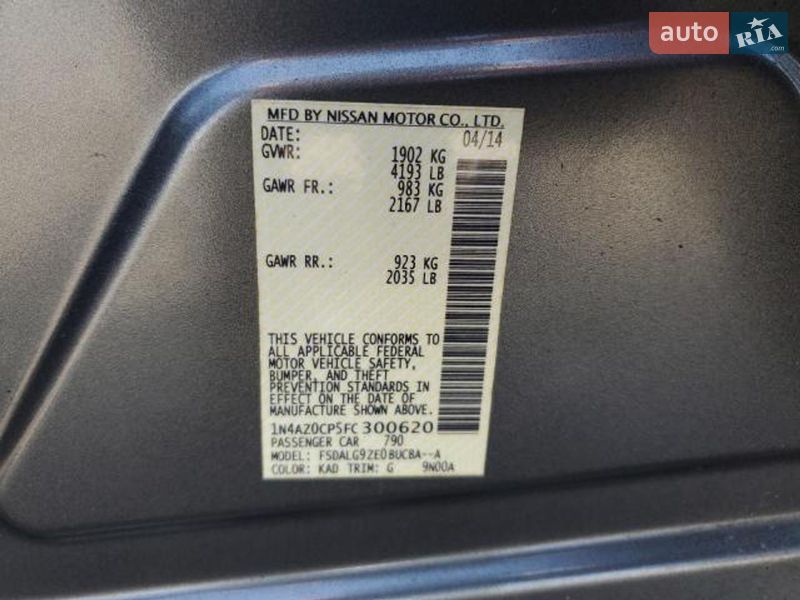 auto RIA .com
MFD BY NISSAN MOTOR CO., LTD.
DATE: 04/14
GVWR: 1902 KG
4193 LB
GAWR FR.: 983 KG
2167 LB
GAWR RR.: 923 KG
2035 LB
THIS VEHICLE CONFORMS TO
ALL APPLICABLE FEDERAL
MOTOR VEHICLE SAFETY,
BUMPER, AND THEFT
PREVENTION STANDARDS IN
EFFECT ON THE DATE OF
MANUFACTURE SHOWN ABOVE.
1N4AZ0CP5FC300620
PASSENGER CAR 790
MODEL: FSDALG9ZE0BUCBA--A
COLOR: KAD TRIM: G 9N00A